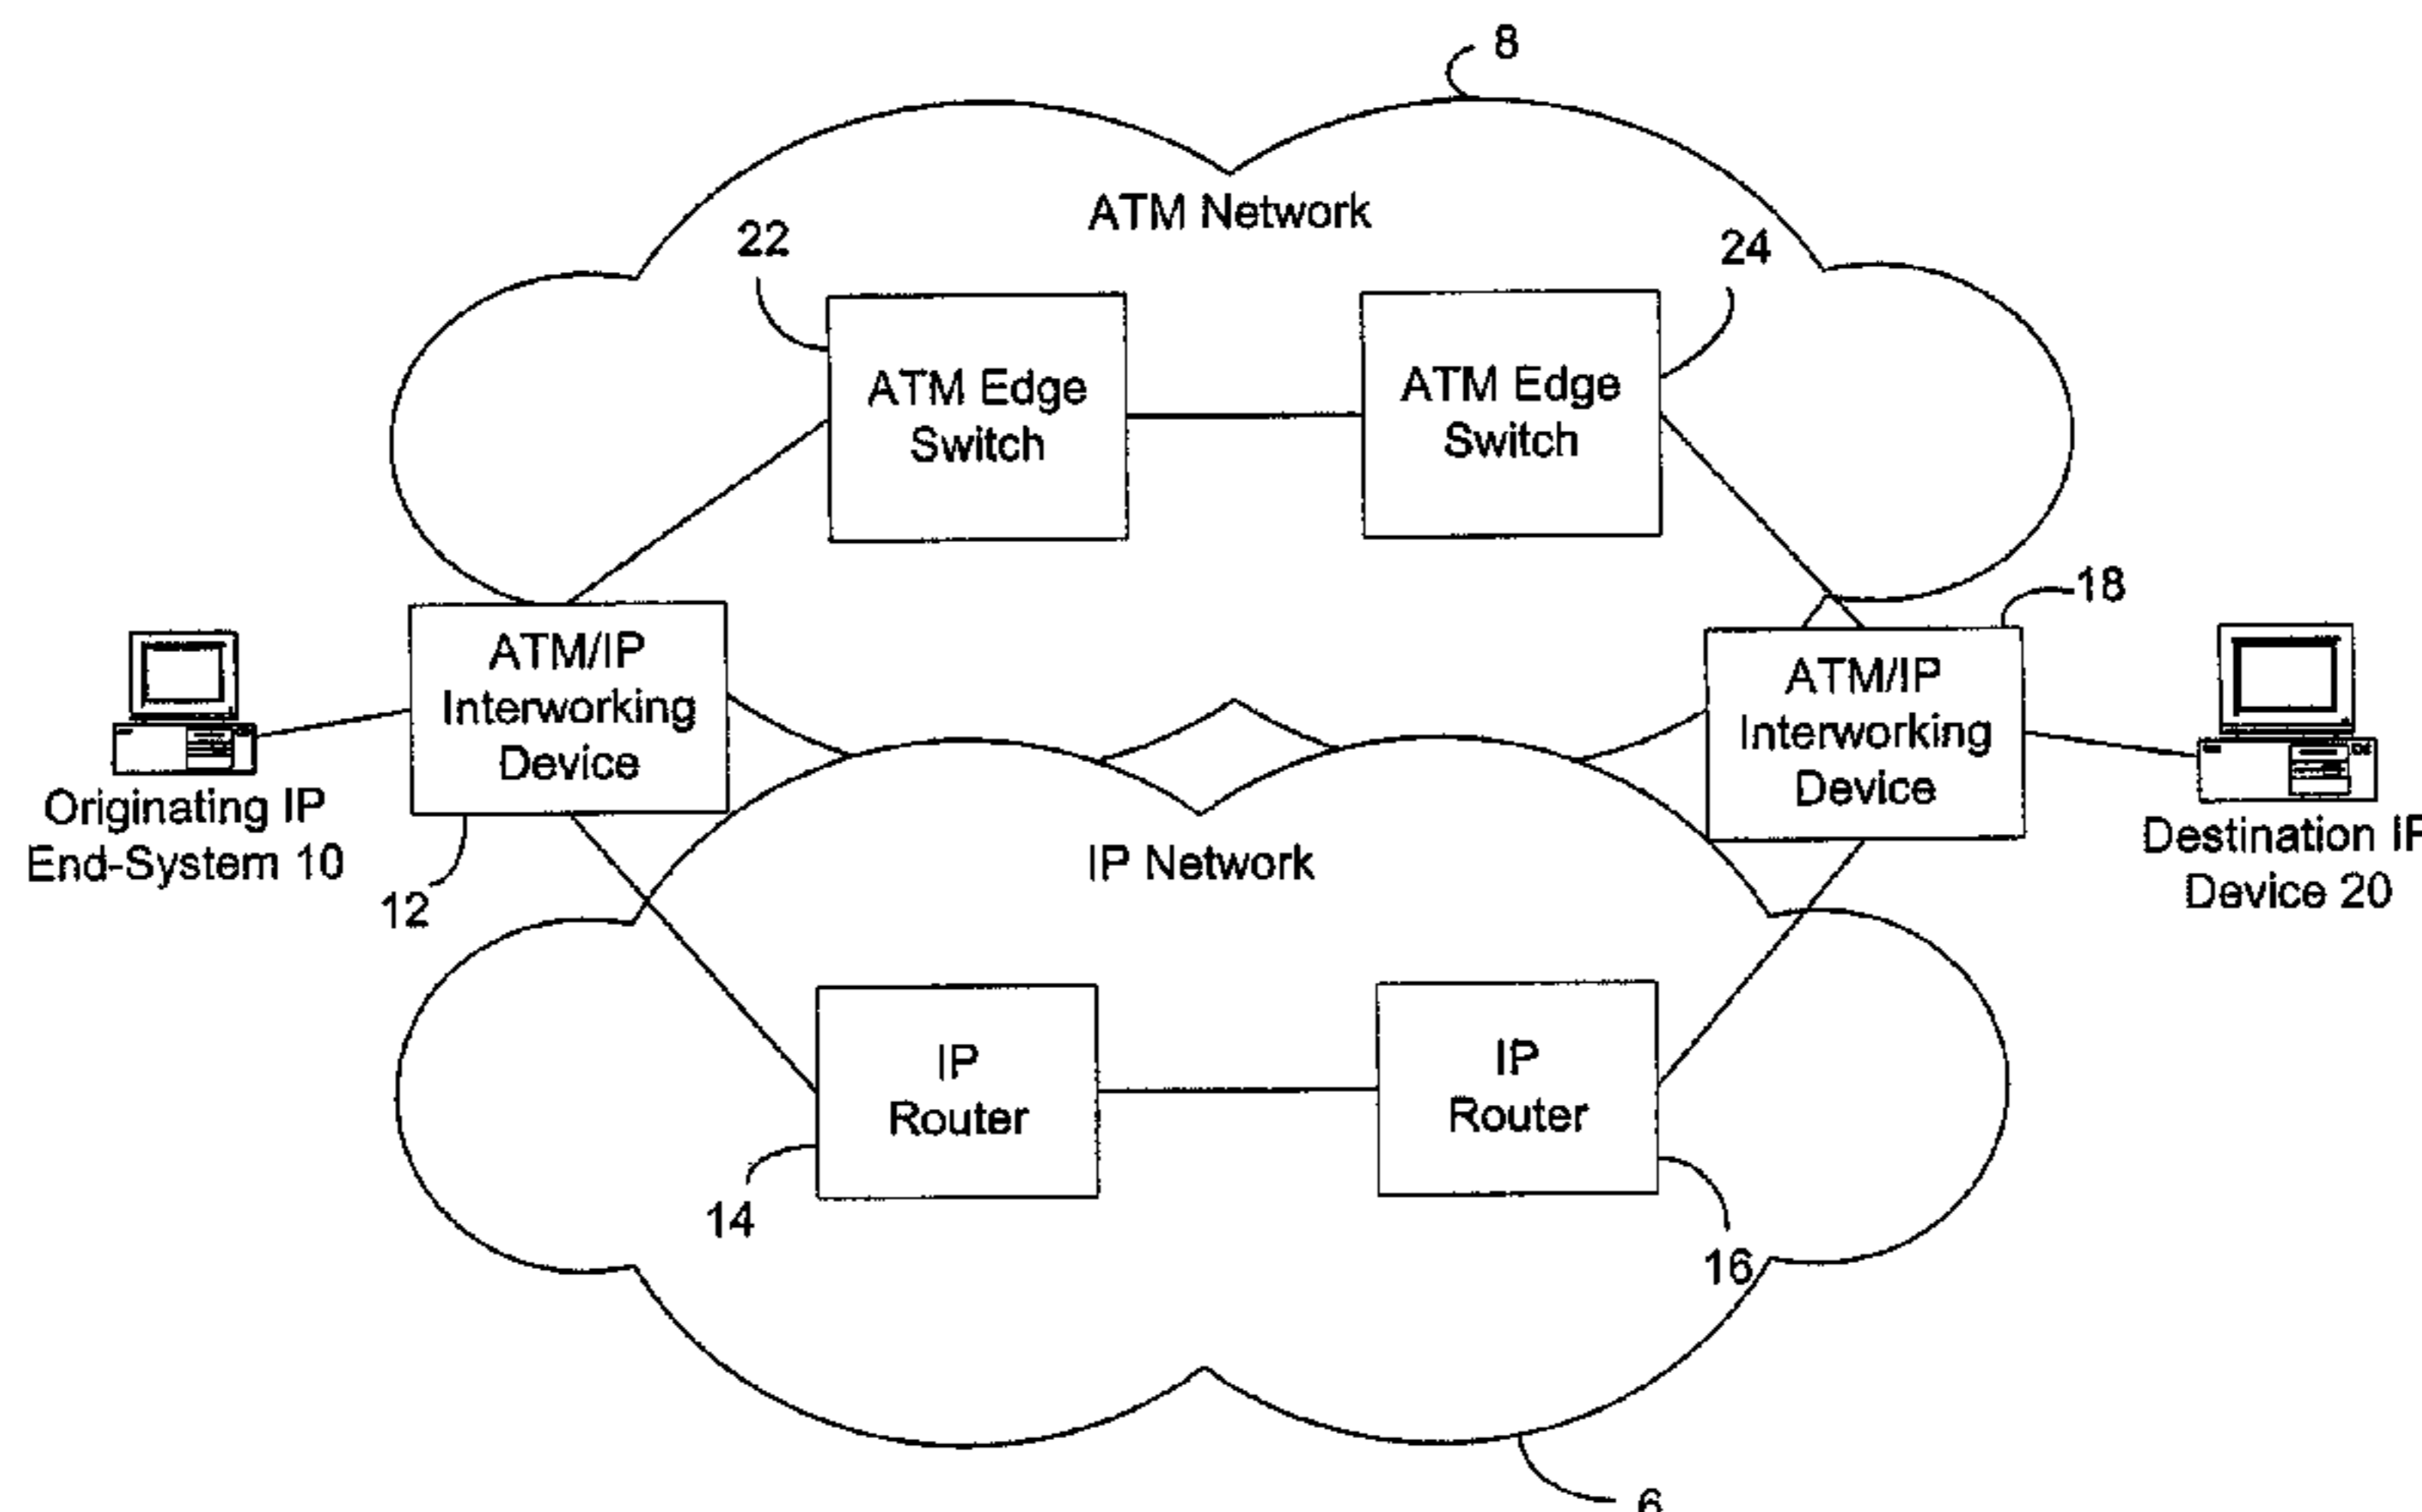 8
ATM Network
22
24
ATM Edge
Switch
ATM Edge
Switch
18
ATM/IP
Interworking
Device
ATM/IP
Interworking
Device
Originating IP
End-System 10
12
IP Network
Destination IP
Device 20
IP
Router
IP
Router
14
16
6